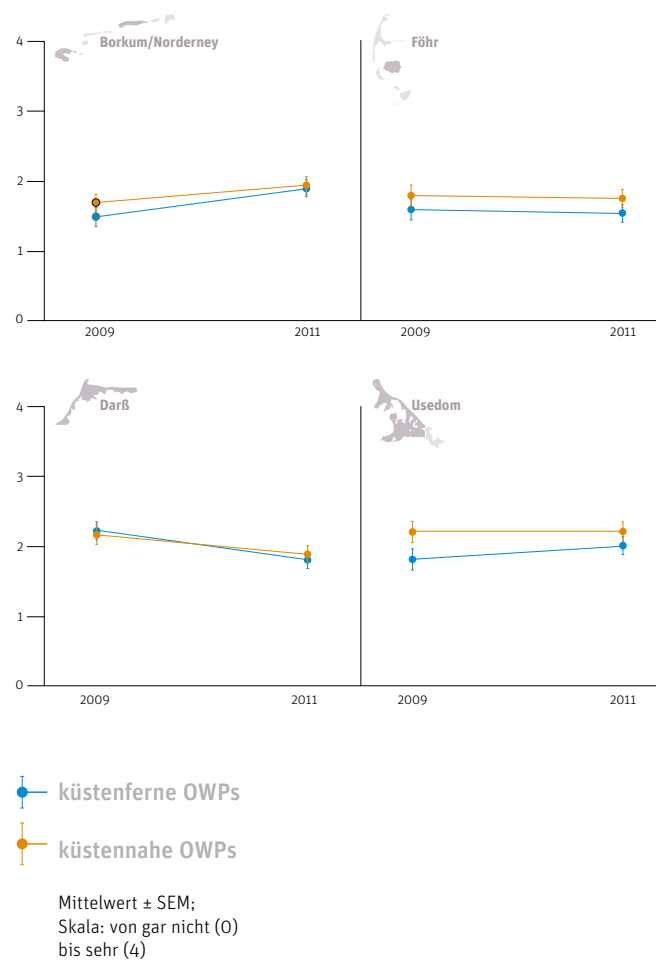 Borkum/Norderney
Föhr
4
3
2
1
0
2009
2011
2009
2011
Darß
Usedom
4
3
2
1
0
2009
2011
2009
2011
küstenferne OWPs
küstennahe OWPs
Mittelwert ± SEM;
Skala: von gar nicht (0)
bis sehr (4)